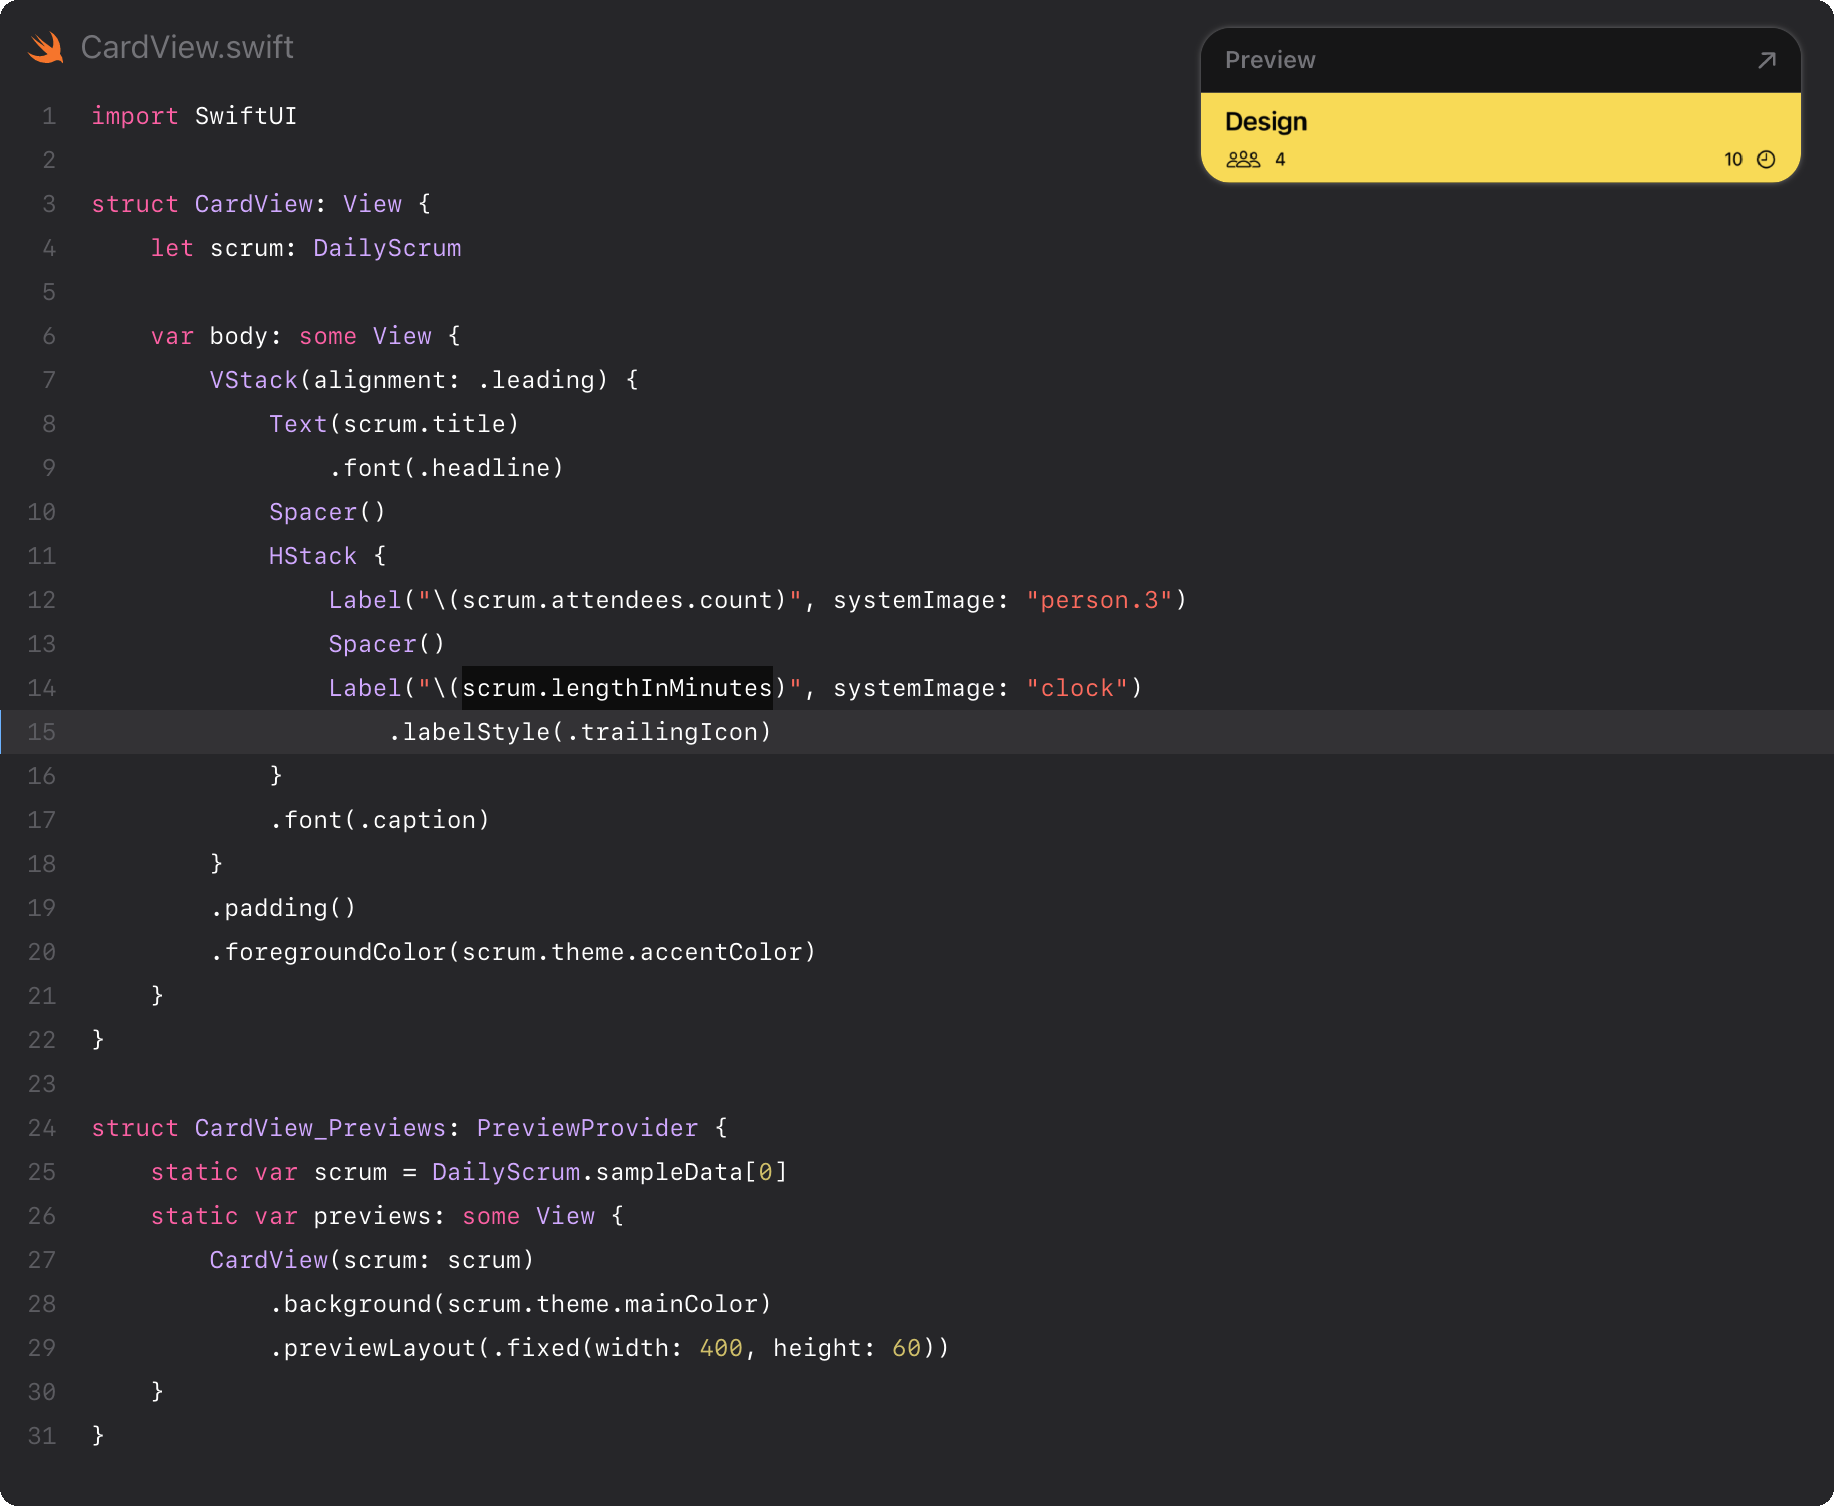 CardView.swift
Preview
Design
4 10
1 import SwiftUI
2
3 struct CardView: View {
4     let scrum: DailyScrum
5
6     var body: some View {
7         VStack(alignment: .leading) {
8             Text(scrum.title)
9                 .font(.headline)
10             Spacer()
11             HStack {
12                 Label("\(scrum.attendees.count)", systemImage: "person.3")
13                 Spacer()
14                 Label("\(scrum.lengthInMinutes)", systemImage: "clock")
15                     .labelStyle(.trailingIcon)
16             }
17             .font(.caption)
18         }
19         .padding()
20         .foregroundColor(scrum.theme.accentColor)
21     }
22 }
23
24 struct CardView_Previews: PreviewProvider {
25     static var scrum = DailyScrum.sampleData[0]
26     static var previews: some View {
27         CardView(scrum: scrum)
28             .background(scrum.theme.mainColor)
29             .previewLayout(.fixed(width: 400, height: 60))
30     }
31 }